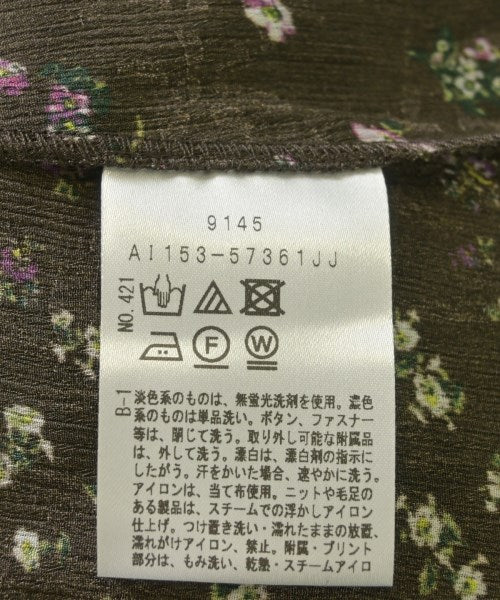 9145
AI153-57361JJ
NO.421
F
W
B-1
淡色系のものは、無蛍光洗剤を使用。濃色
系のものは単品洗い。ボタン、ファスナー
等は、閉じて洗う。取り外し可能な附属品
は、外して洗う。漂白は、漂白剤の指示に
したがう。汗をかいた場合、速やかに洗う。
アイロンは、当て布使用。ニットや毛足の
ある製品は、スチームでの浮かしアイロン
仕上げ。つけ置き洗い・濡れたままの放置、
濡れがけアイロン、禁止。附属・プリント
部分は、もみ洗い、乾熱・スチームアイロ